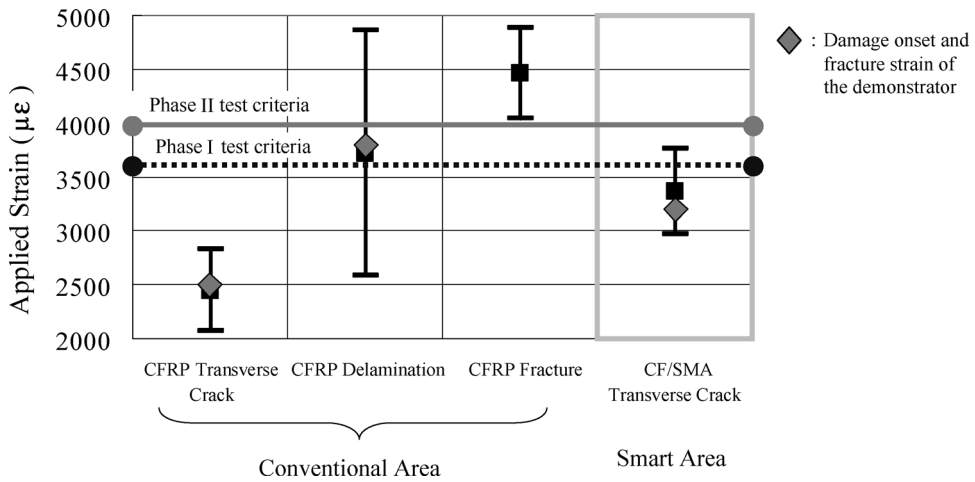 5000
4500
4000
3500
3000
2500
2000
Applied Strain (με)
Phase II test criteria
Phase I test criteria
: Damage onset and
fracture strain of
the demonstrator
CFRP Transverse
Crack
CFRP Delamination
CFRP Fracture
CF/SMA
Transverse Crack
Conventional Area
Smart Area